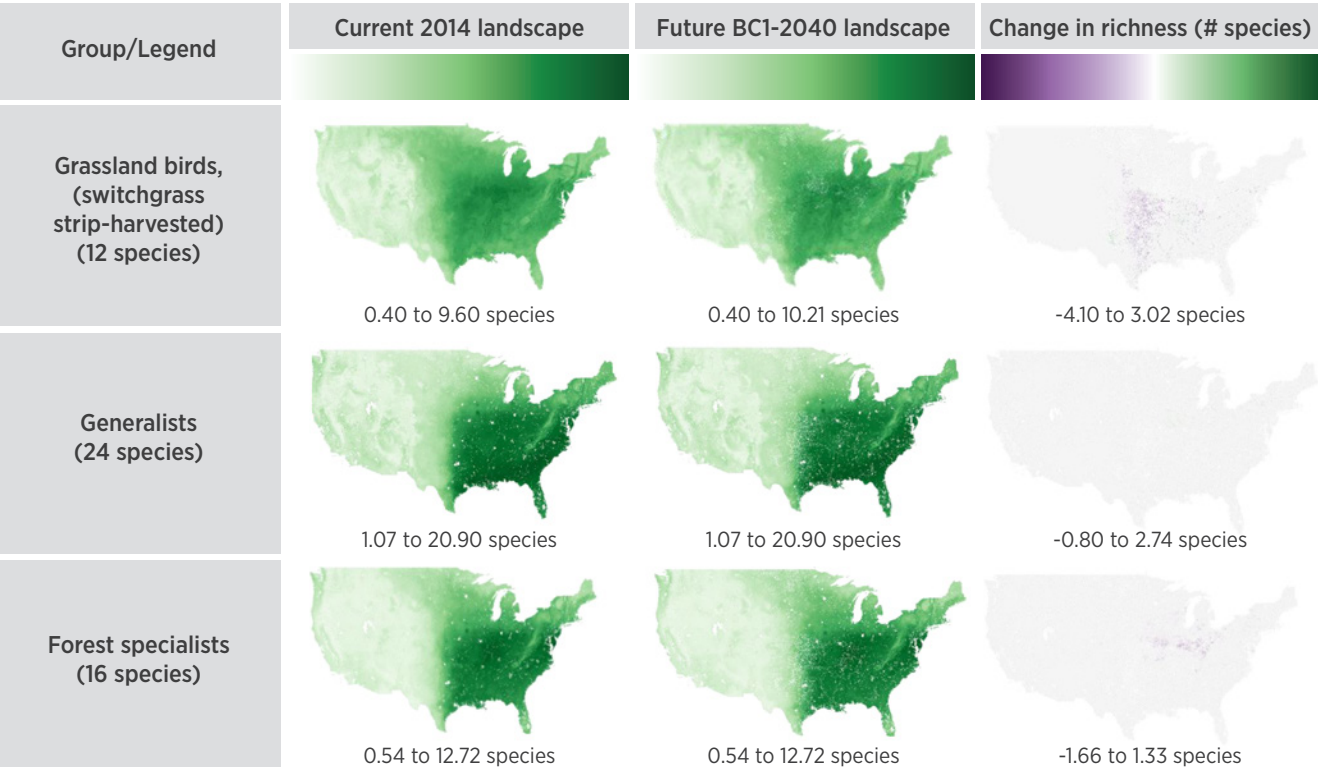 Group/Legend
Current 2014 landscape
Future BC1-2040 landscape
Change in richness (# species)
Grassland birds,
(switchgrass
strip-harvested)
(12 species)
0.40 to 9.60 species
0.40 to 10.21 species
-4.10 to 3.02 species
Generalists
(24 species)
1.07 to 20.90 species
1.07 to 20.90 species
-0.80 to 2.74 species
Forest specialists
(16 species)
0.54 to 12.72 species
0.54 to 12.72 species
-1.66 to 1.33 species